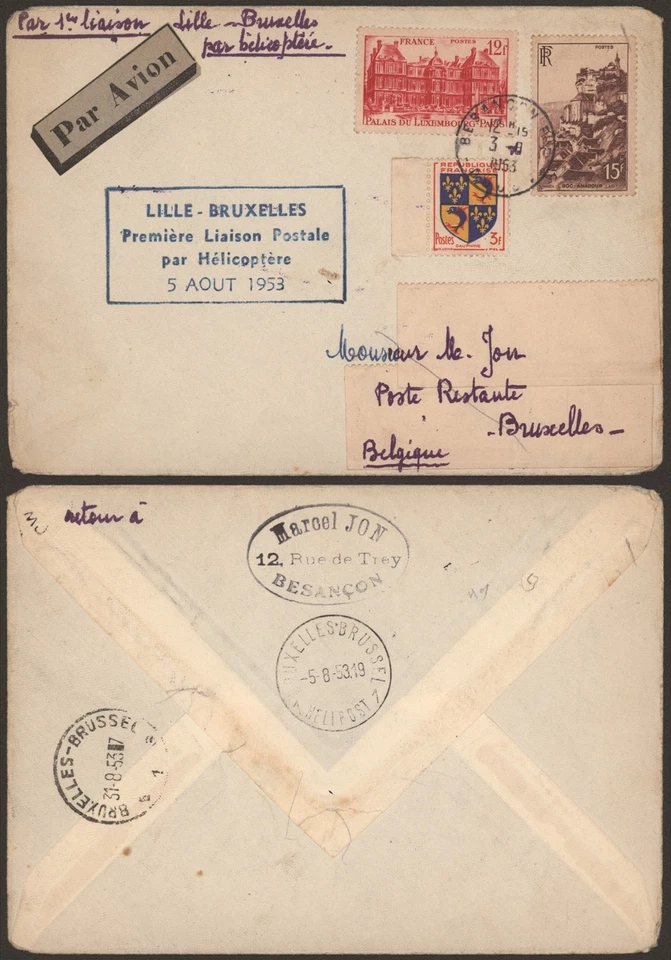 Par 1re liaison Lille - Bruxelles
par hélicoptère.
Par Avion
FRANCE POSTES 12F
PALAIS DU LUXEMBOURG-PARIS
RF POSTES
15F
ROC-AMADOUR
BESANÇON
3 - 8
1953
REPUBLIQUE
FRANÇAISE
Postes 3F
DAUPHINE
LILLE - BRUXELLES
Première Liaison Postale
par Hélicoptère
5 AOUT 1953
Monsieur M. Jon
Poste Restante
- Bruxelles -
Belgique
retour à
Marcel JON
12, Rue de Trey
BESANÇON
BRUXELLES-BRUSSEL
-5-8-53.19
HELIPOST
BRUXELLES-BRUSSEL
31-8-53